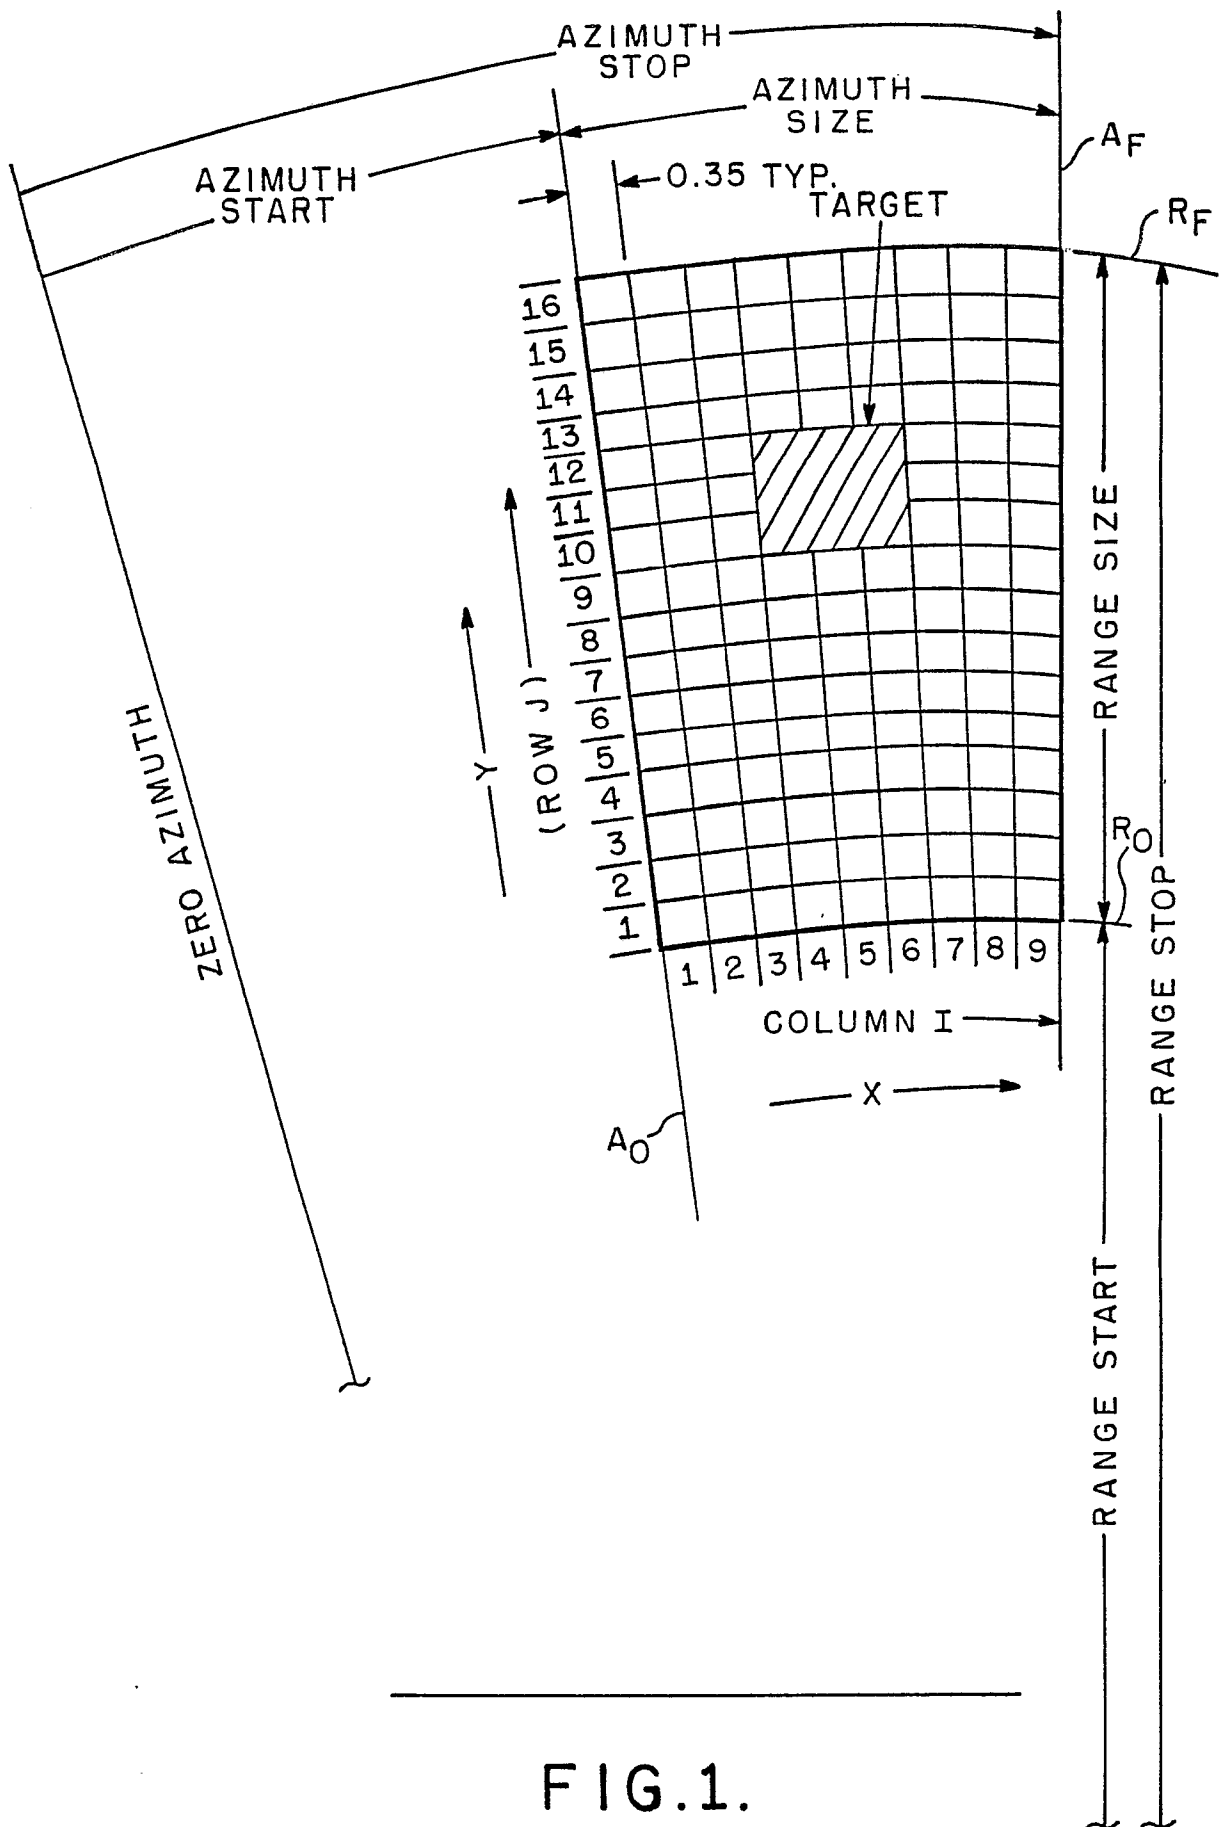 AZIMUTH
STOP
AZIMUTH
SIZE
A_F
AZIMUTH
START
0.35 TYP.
TARGET
R_F
16
15
14
13
12
11
10
9
8
7
6
5
4
3
2
1
Y
(ROW J)
ZERO AZIMUTH
RANGE SIZE
R_O
RANGE STOP
1 2 3 4 5 6 7 8 9
COLUMN I
X
A_O
RANGE START
FIG.1.